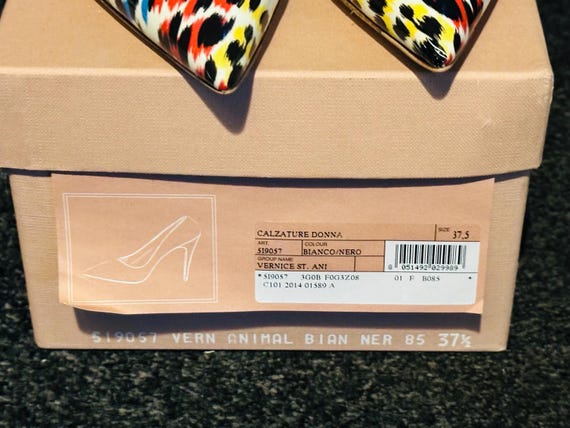 CALZATURE DONNA SIZE 37,5
ART. COLOUR
519057 BIANCO/NERO
GROUP NAME
VERNICE ST. ANI
8 051492 029989
* 519057 3G0B F0G3Z08 01 F B085 *
C101 2014 01589 A
519057 VERN ANIMAL BIAN NER 85 37½